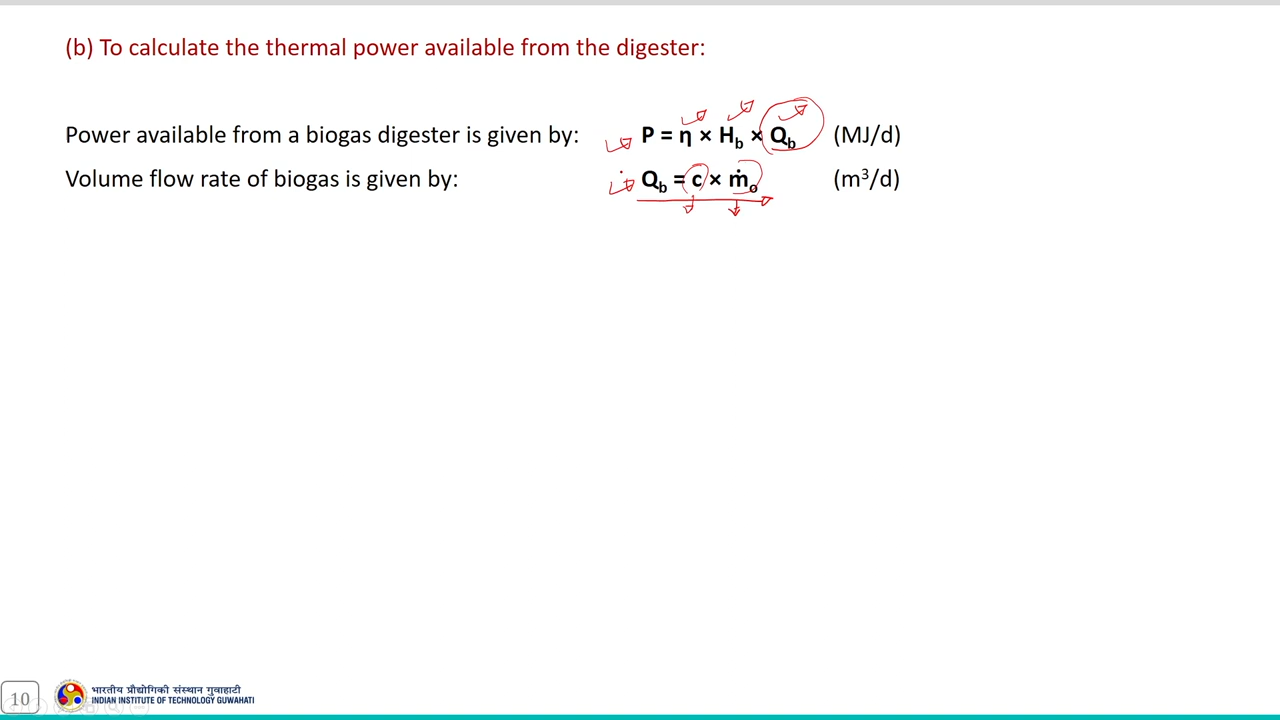 (b) To calculate the thermal power available from the digester:
Power available from a biogas digester is given by: P = η × Hb × Qb (MJ/d)
Volume flow rate of biogas is given by: Qb = c × ṁo (m³/d)
10
भारतीय प्रौद्योगिकी संस्थान गुवाहाटी
INDIAN INSTITUTE OF TECHNOLOGY GUWAHATI